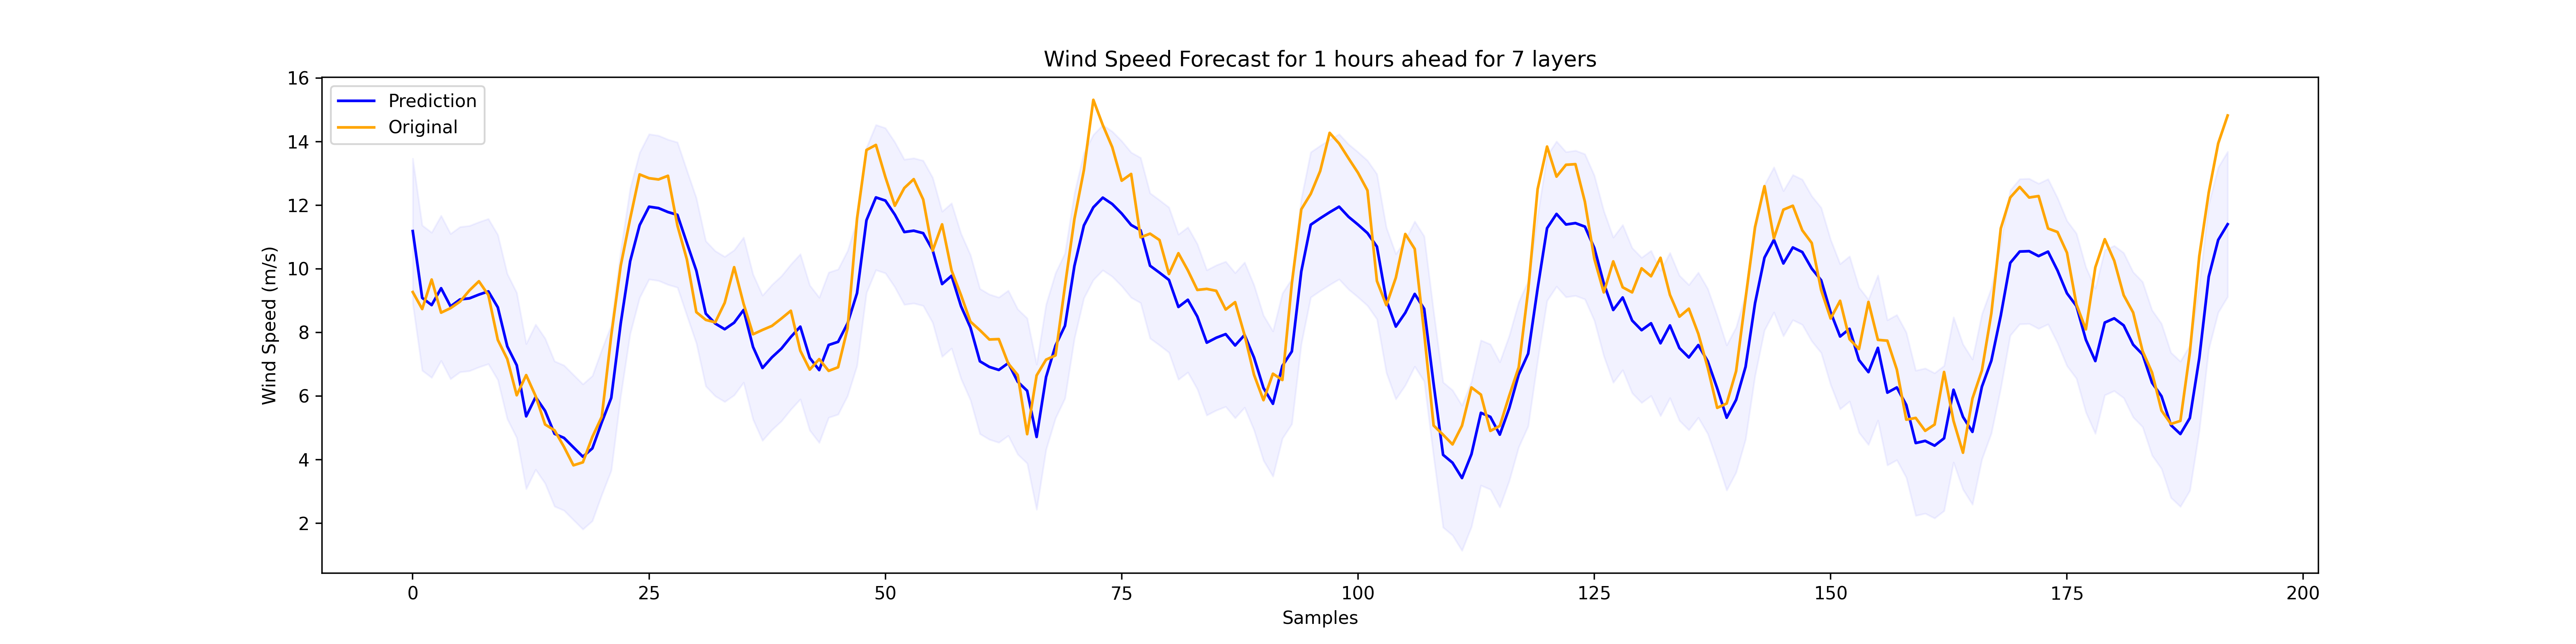 Wind Speed Forecast for 1 hours ahead for 7 layers
Prediction
Original
Wind Speed (m/s)
16
14
12
10
8
6
4
2
0 25 50 75 100 125 150 175 200
Samples